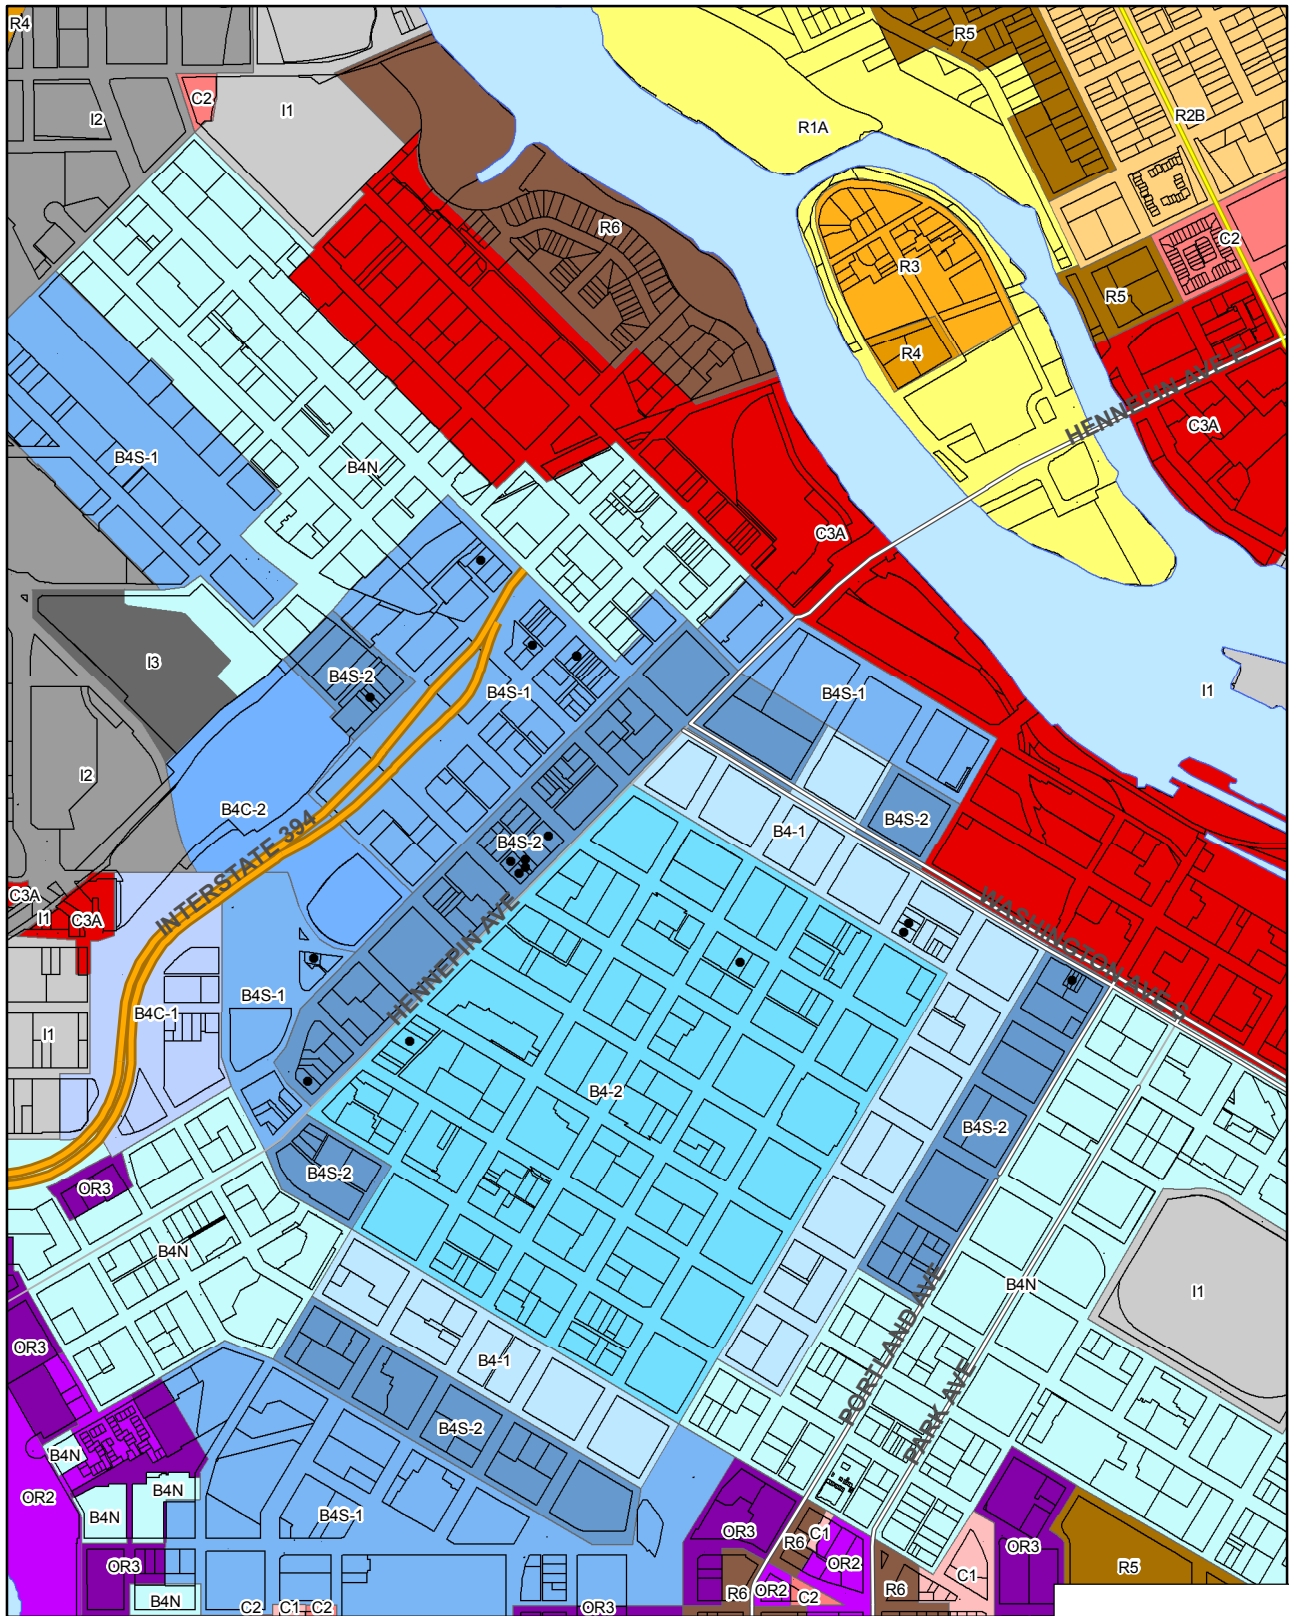 R4
R5
C2
I1
I2
R2B
R1A
R6
C2
R3
R5
R4
HENNEPIN AVE E
C3A
B4S-1
B4N
C3A
I3
B4S-2
B4S-1
B4S-1
I1
I2
B4C-2
B4S-2
B4-1
B4S-2
INTERSTATE 394
C3A
I1
C3A
HENNEPIN AVE
WASHINGTON AVE S
B4S-1
B4C-1
I1
B4-2
B4S-2
B4S-2
OR3
B4N
B4N
I1
PORTLAND AVE
OR3
B4-1
PARK AVE
B4S-2
B4N
B4N
OR2
B4N
B4S-1
OR3
C1
R6
OR2
OR3
OR3
R5
C1
R6
OR2
C2
R6
B4N
C2
C1
C2
OR3